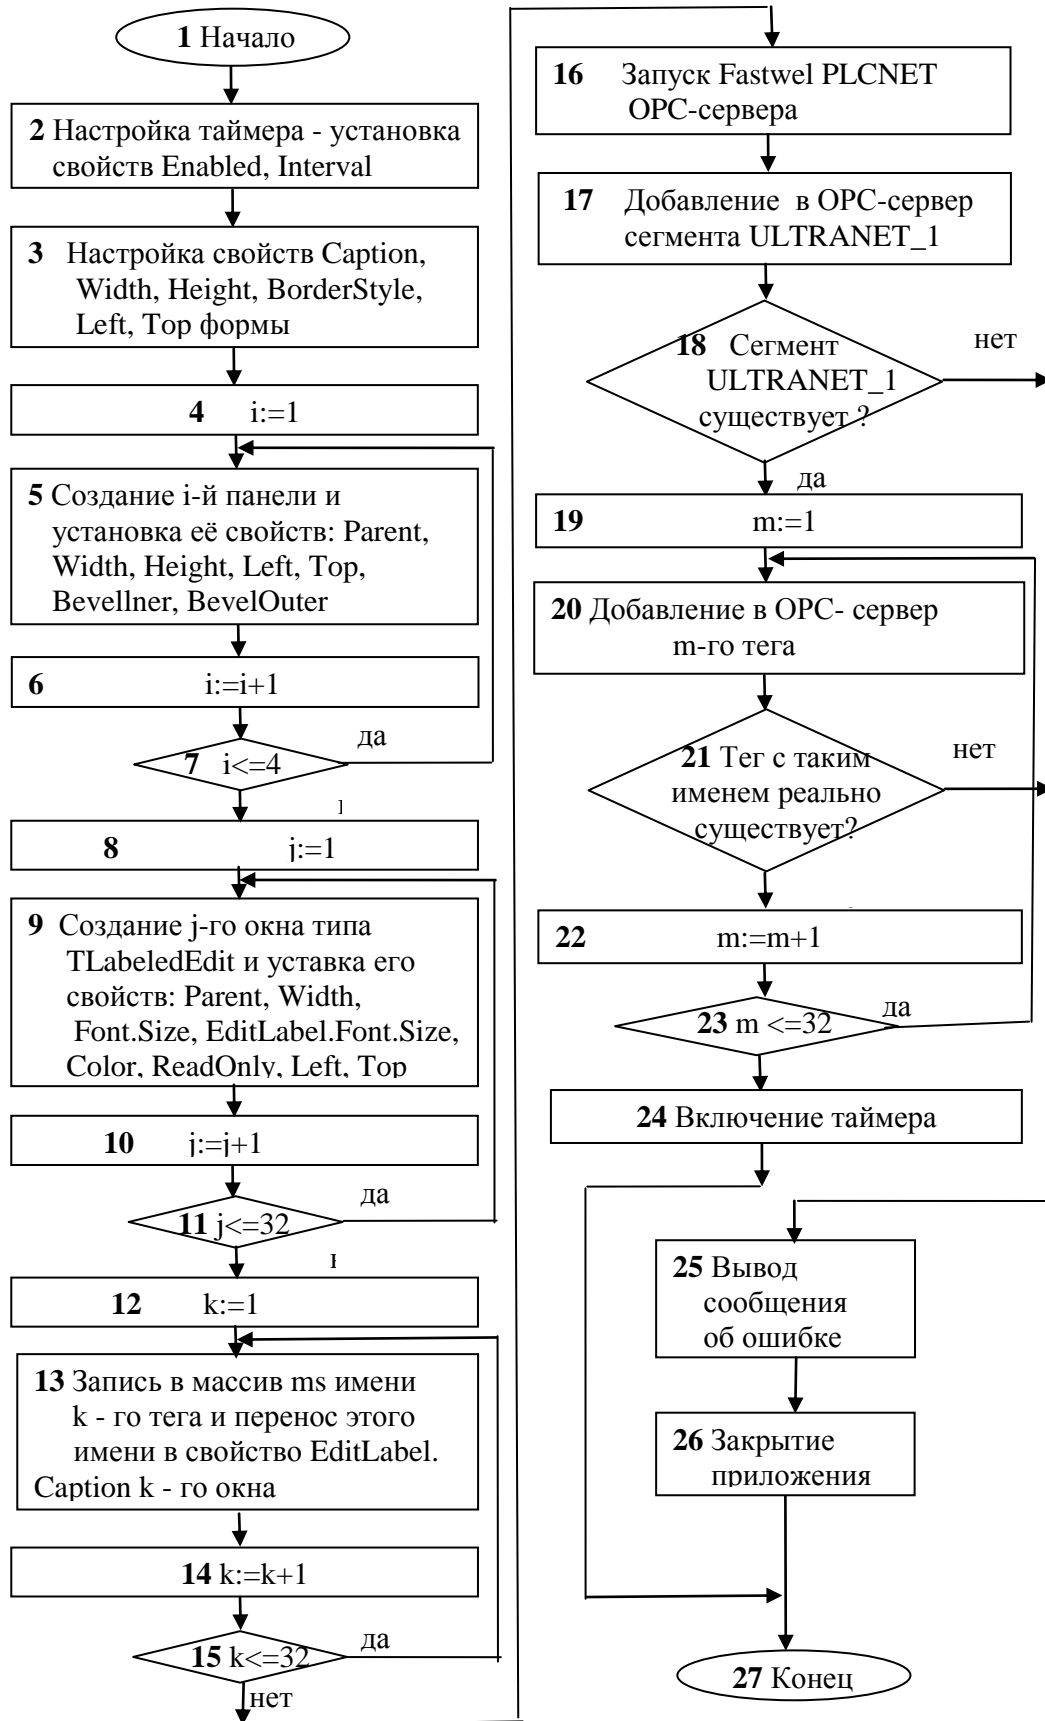 1 Начало
2 Настройка таймера - установка
свойств Enabled, Interval
3 Настройка свойств Caption,
Width, Height, BorderStyle,
Left, Top формы
4 i:=1
5 Создание i-й панели и
установка её свойств: Parent,
Width, Height, Left, Top,
Bevellner, BevelOuter
6 i:=i+1
7 i<=4
да
8 j:=1
9 Создание j-го окна типа
TLabeledEdit и уставка его
свойств: Parent, Width,
Font.Size, EditLabel.Font.Size,
Color, ReadOnly, Left, Top
10 j:=j+1
11 j<=32
да
12 k:=1
13 Запись в массив ms имени
k - го тега и перенос этого
имени в свойство EditLabel.
Caption k - го окна
14 k:=k+1
15 k<=32
да
нет
16 Запуск Fastwel PLCNET
OPC-сервера
17 Добавление в OPC-сервер
сегмента ULTRANET_1
18 Сегмент
ULTRANET_1
существует ?
нет
да
19 m:=1
20 Добавление в OPC- сервер
m-го тега
21 Тег с таким
именем реально
существует?
нет
22 m:=m+1
23 m <=32
да
24 Включение таймера
25 Вывод
сообщения
об ошибке
26 Закрытие
приложения
27 Конец